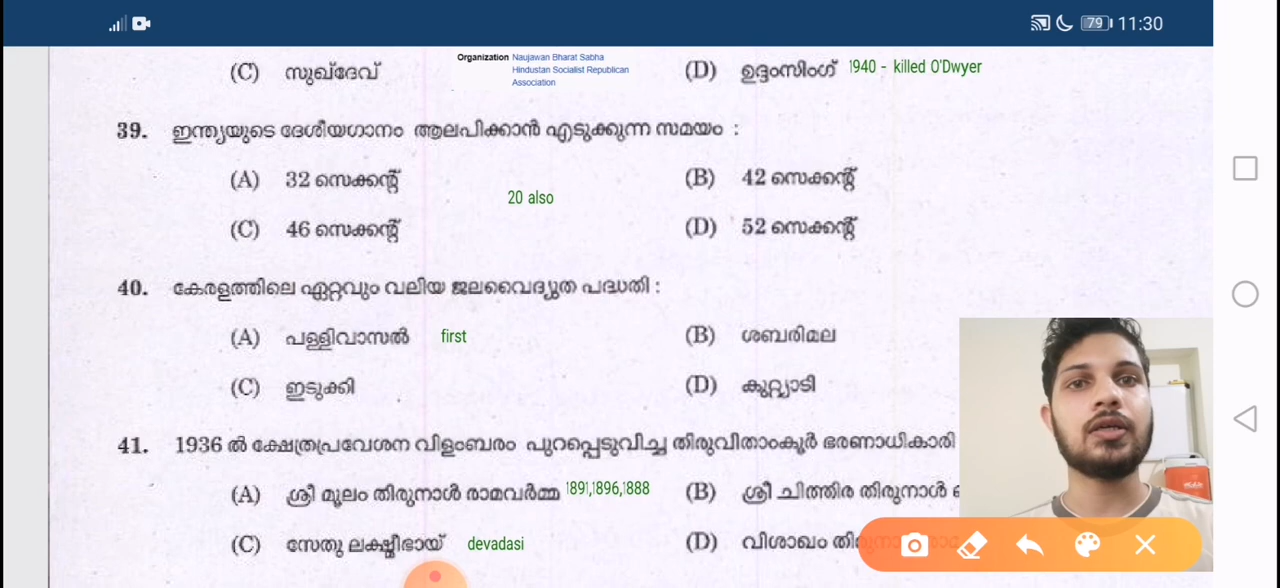 79 11:30
Organization Naujawan Bharat Sabha
Hindustan Socialist Republican
Association
(C) സുഖ്ദേവ് (D) ഉദ്ദംസിംഗ് 1940 - killed O'Dwyer
39. ഇന്ത്യയുടെ ദേശീയഗാനം ആലപിക്കാൻ എടുക്കുന്ന സമയം :
(A) 32 സെക്കന്റ് (B) 42 സെക്കന്റ്
20 also
(C) 46 സെക്കന്റ് (D) 52 സെക്കന്റ്
40. കേരളത്തിലെ ഏറ്റവും വലിയ ജലവൈദ്യുത പദ്ധതി :
(A) പള്ളിവാസൽ first (B) ശബരിമല
(C) ഇടുക്കി (D) കുറ്റ്യാടി
41. 1936 ൽ ക്ഷേത്രപ്രവേശന വിളംബരം പുറപ്പെടുവിച്ച തിരുവിതാംകൂർ ഭരണാധികാരി
(A) ശ്രീ മൂലം തിരുനാൾ രാമവർമ്മ 1891,1896,1888 (B) ശ്രീ ചിത്തിര തിരുനാൾ
(C) സേതു ലക്ഷ്മീഭായ് devadasi (D) വിശാഖം